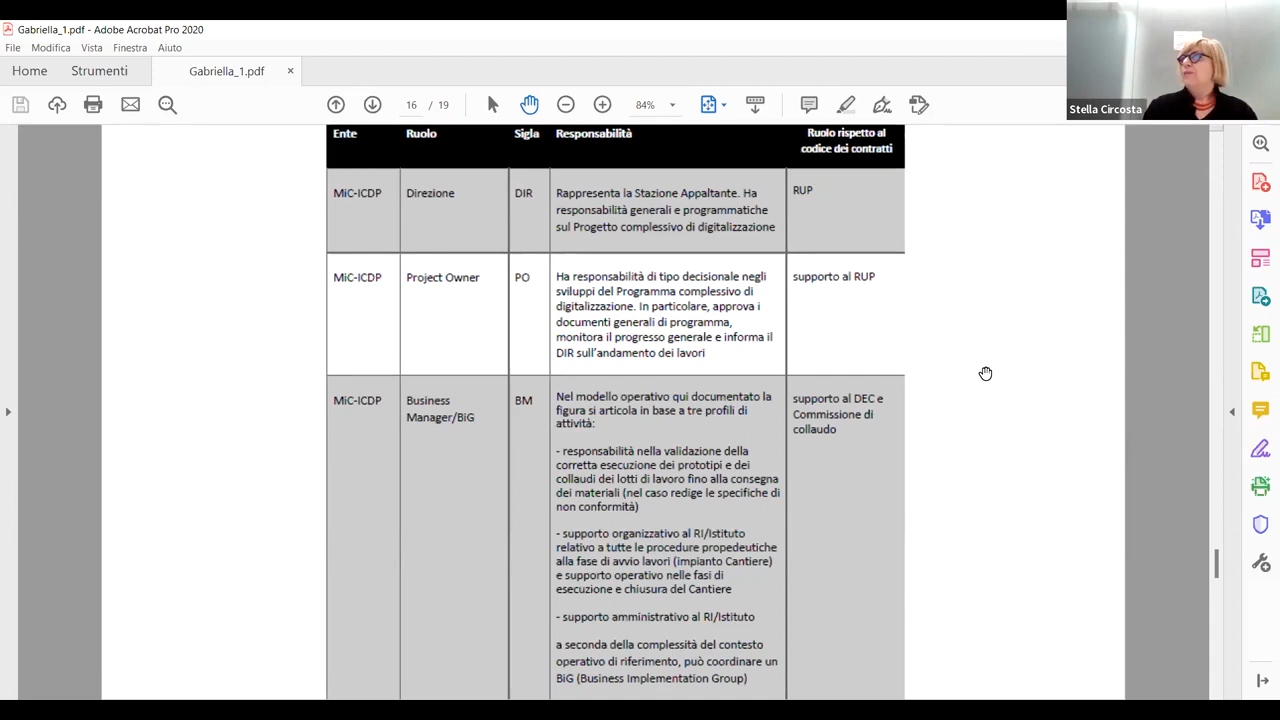 Gabriella_1.pdf - Adobe Acrobat Pro 2020
File Modifica Vista Finestra Aiuto
Home Strumenti Gabriella_1.pdf ×
16 / 19 84%
Stella Circosta
Ente Ruolo Sigla Responsabilità Ruolo rispetto al
codice dei contratti
MiC-ICDP Direzione DIR Rappresenta la Stazione Appaltante. Ha RUP
responsabilità generali e programmatiche
sul Progetto complessivo di digitalizzazione
MiC-ICDP Project Owner PO Ha responsabilità di tipo decisionale negli supporto al RUP
sviluppi del Programma complessivo di
digitalizzazione. In particolare, approva i
documenti generali di programma,
monitora il progresso generale e informa il
DIR sull'andamento dei lavori
MiC-ICDP Business BM Nel modello operativo qui documentato la supporto al DEC e
Manager/BiG figura si articola in base a tre profili di Commissione di
attività: collaudo
- responsabilità nella validazione della
corretta esecuzione dei prototipi e dei
collaudi dei lotti di lavoro fino alla consegna
dei materiali (nel caso redige le specifiche di
non conformità)
- supporto organizzativo al RI/Istituto
relativo a tutte le procedure propedeutiche
alla fase di avvio lavori (impianto Cantiere)
e supporto operativo nelle fasi di
esecuzione e chiusura del Cantiere
- supporto amministrativo al RI/Istituto
a seconda della complessità del contesto
operativo di riferimento, può coordinare un
BiG (Business Implementation Group)